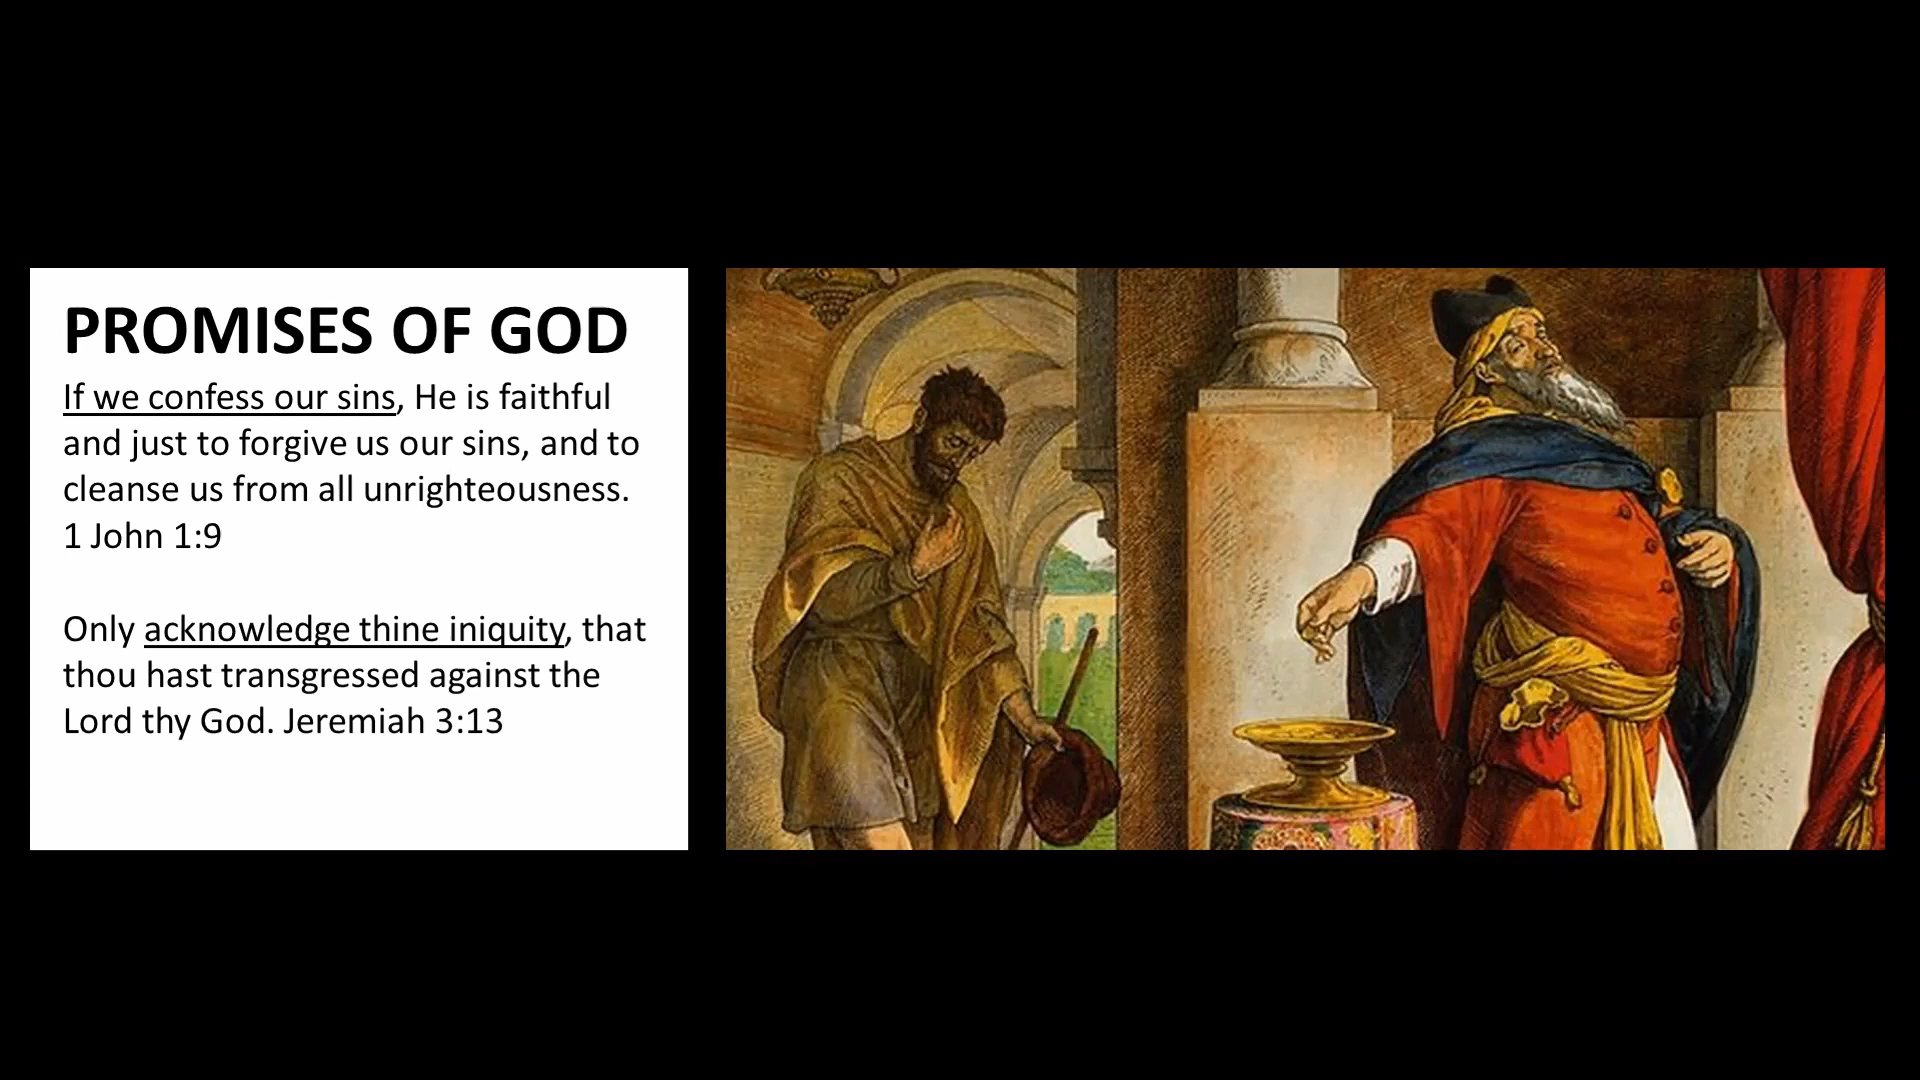 PROMISES OF GOD
If we confess our sins, He is faithful
and just to forgive us our sins, and to
cleanse us from all unrighteousness.
1 John 1:9
Only acknowledge thine iniquity, that
thou hast transgressed against the
Lord thy God. Jeremiah 3:13